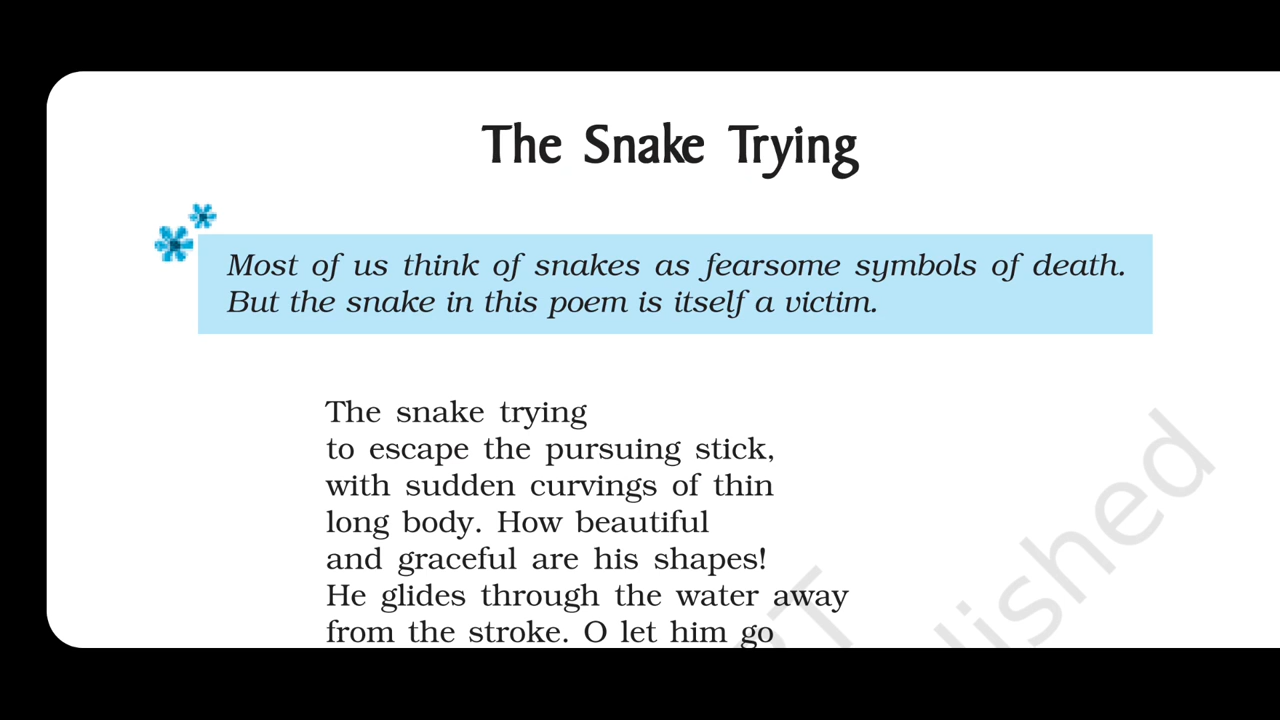 The Snake Trying
Most of us think of snakes as fearsome symbols of death.
But the snake in this poem is itself a victim.
The snake trying
to escape the pursuing stick,
with sudden curvings of thin
long body. How beautiful
and graceful are his shapes!
He glides through the water away
from the stroke. O let him go